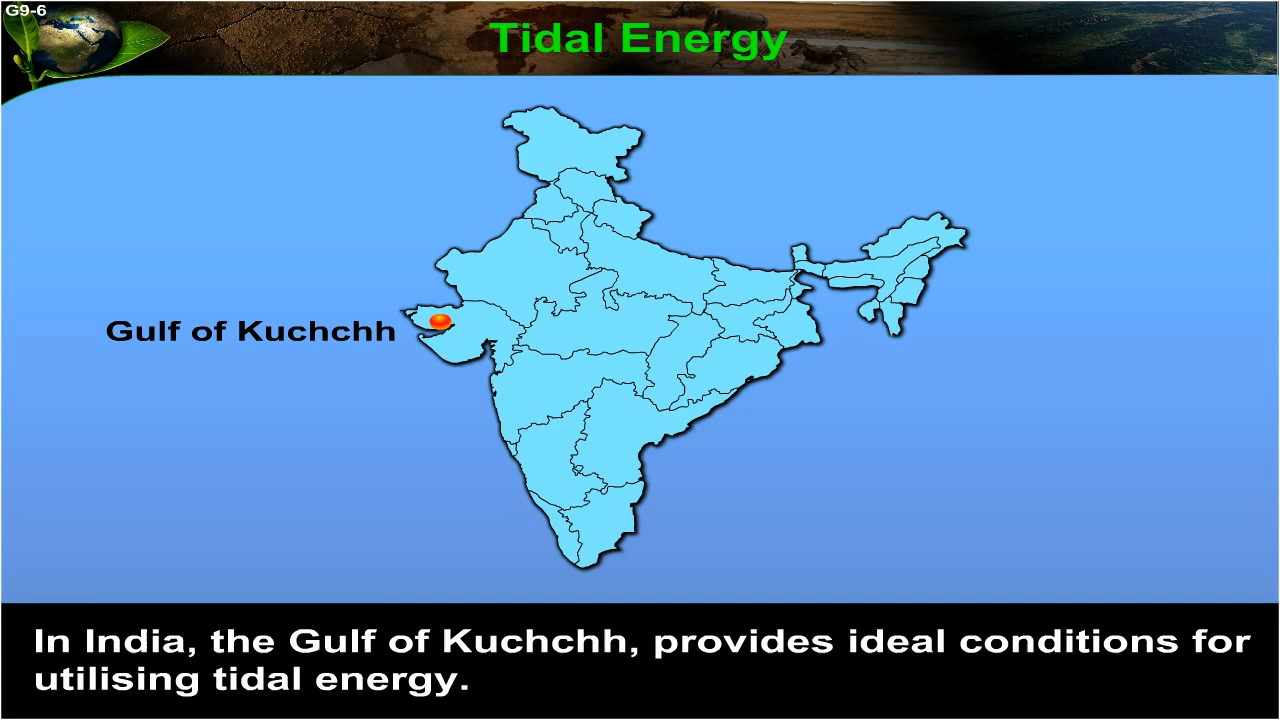 G9-6
Tidal Energy
Gulf of Kuchchh
In India, the Gulf of Kuchchh, provides ideal conditions for
utilising tidal energy.